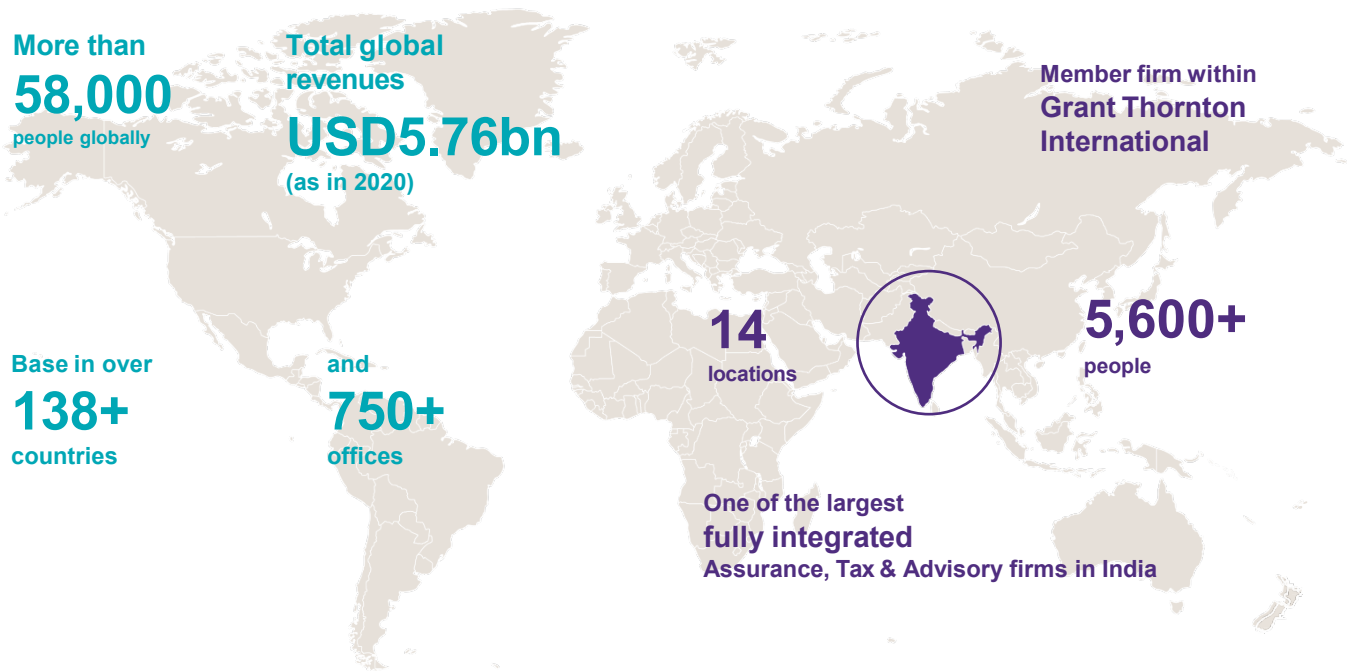 More than
58,000
people globally
Total global
revenues
USD5.76bn
(as in 2020)
Member firm within
Grant Thornton
International
14
locations
5,600+
people
Base in over
138+
countries
and
750+
offices
One of the largest
fully integrated
Assurance, Tax & Advisory firms in India